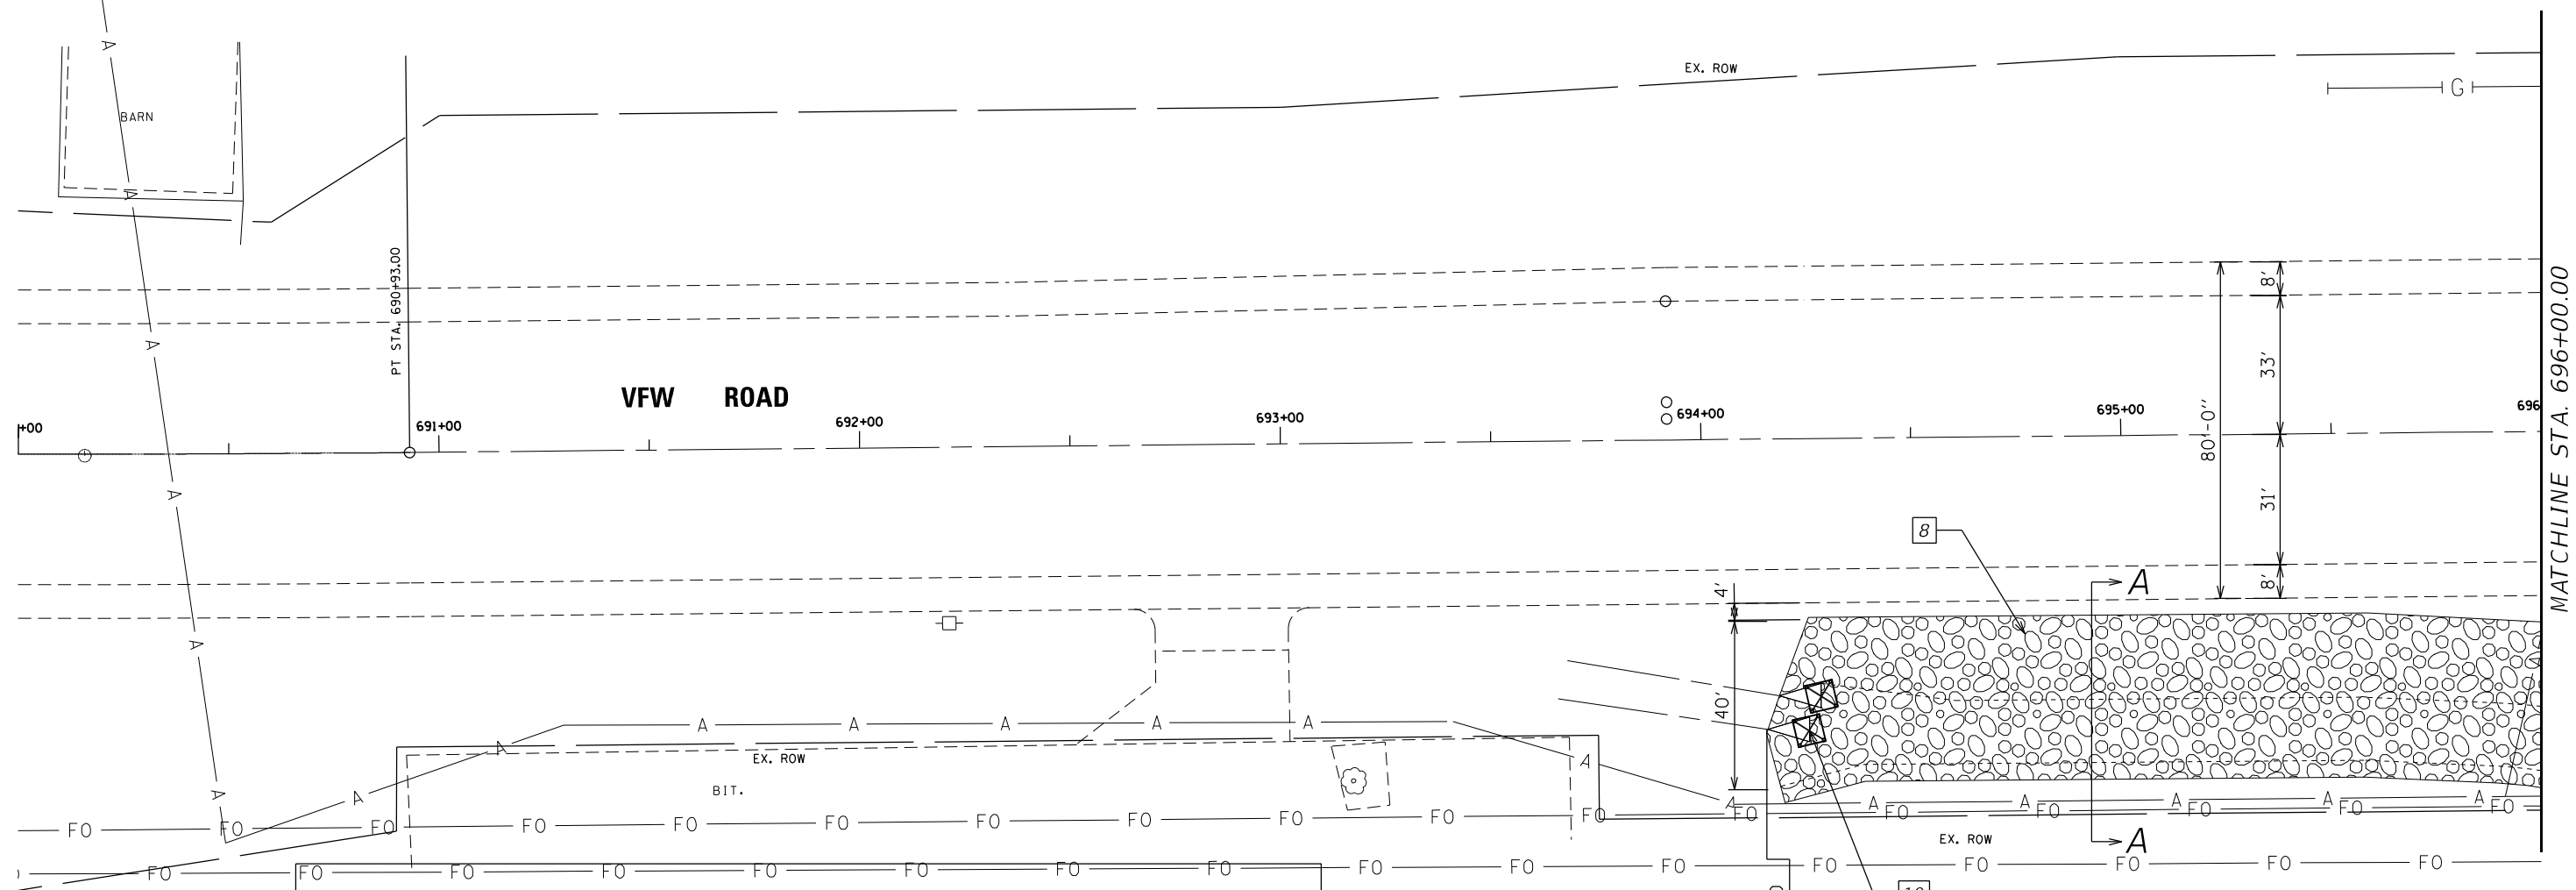 EX. ROW
G
A
BARN
A
PT STA. 690+93.00
8'
33'
A
VFW ROAD
MATCHLINE STA. 696+00.00
+00
691+00
692+00
693+00
694+00
695+00
696
80'-0"
31'
A
8
8'
4'
A
A
40'
A A A A A A
A
EX. ROW
BIT.
A
A
A
A A A A A A
FO FO FO FO FO FO FO FO FO FO FO FO FO FO FO FO FO
EX. ROW
A
FO FO FO FO FO FO FO FO FO FO FO FO FO FO FO FO